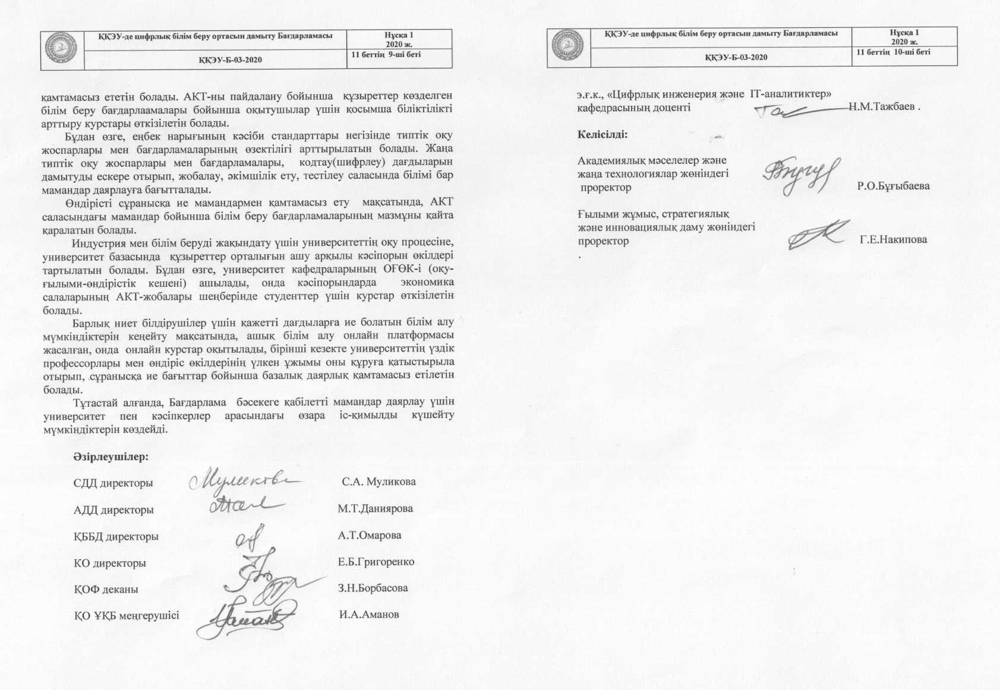 ҚҚЭУ-де цифрлық білім беру ортасын дамыту Бағдарламасы
Нұсқа 1
2020 ж.
ҚҚЭУ-Б-03-2020
11 беттің 9-ші беті
қамтамасыз ететін болады. АКТ-ны пайдалану бойынша құзыреттер көзделген
білім беру бағдарлаамалары бойынша оқытушылар үшін қосымша біліктілікті
арттыру курстары өткізілетін болады.
Бұдан өзге, еңбек нарығының кәсіби стандарттары негізінде типтік оқу
жоспарлары мен бағдарламаларының өзектілігі арттырылатын болады. Жаңа
типтік оқу жоспарлары мен бағдарламалары, кодтау(шифрлеу) дағдыларын
дамытуды ескере отырып, жобалау, әкімшілік ету, тестілеу саласында білімі бар
мамандар даярлауға бағытталады.
Өндірісті сұранысқа ие мамандармен қамтамасыз ету мақсатында, АКТ
саласындағы мамандар бойынша білім беру бағдарламаларының мазмұны қайта
қаралатын болады.
Индустрия мен білім беруді жақындату үшін университеттің оқу процесіне,
университет базасында құзыреттер орталығын ашу арқылы кәсіпорын өкілдері
тартылатын болады. Бұдан өзге, университет кафедраларының ОҒӨК-і (оқу-
ғылыми-өндірістік кешені) ашылады, онда кәсіпорындарда экономика
салаларының АКТ-жобалары шеңберінде студенттер үшін курстар өткізілетін
болады.
Барлық ниет білдірушілер үшін қажетті дағдыларға ие болатын білім алу
мүмкіндіктерін кеңейту мақсатында, ашық білім алу онлайн платформасы
жасалған, онда онлайн курстар оқытылады, бірінші кезекте университеттің үздік
профессорлары мен өндіріс өкілдерінің үлкен ұжымы оны құруға қатыстырыла
отырып, сұранысқа ие бағыттар бойынша базалық даярлық қамтамасыз етілетін
болады.
Тұтастай алғанда, Бағдарлама бәсекеге қабілетті мамандар даярлау үшін
университет пен кәсіпкерлер арасындағы өзара іс-қимылды күшейту
мүмкіндіктерін көздейді.
Әзірлеушілер:
СДД директоры Муликова С.А. Муликова
АДД директоры М.Т.Даниярова
ҚББД директоры А.Т.Омарова
КО директоры Е.Б.Григоренко
ҚОФ деканы З.Н.Борбасова
ҚО ҰҚБ меңгерушісі И.А.Аманов
ҚҚЭУ-де цифрлық білім беру ортасын дамыту Бағдарламасы
Нұсқа 1
2020 ж.
ҚҚЭУ-Б-03-2020
11 беттің 10-ші беті
э.ғ.к., «Цифрлық инженерия және IT-аналитиктер»
кафедрасының доценті Н.М.Тажбаев .
Келісілді:
Академиялық мәселелер және
жаңа технологиялар жөніндегі
проректор Р.О.Бұғыбаева
Ғылыми жұмыс, стратегиялық
және инновациялық даму жөніндегі
проректор Г.Е.Накипова
.